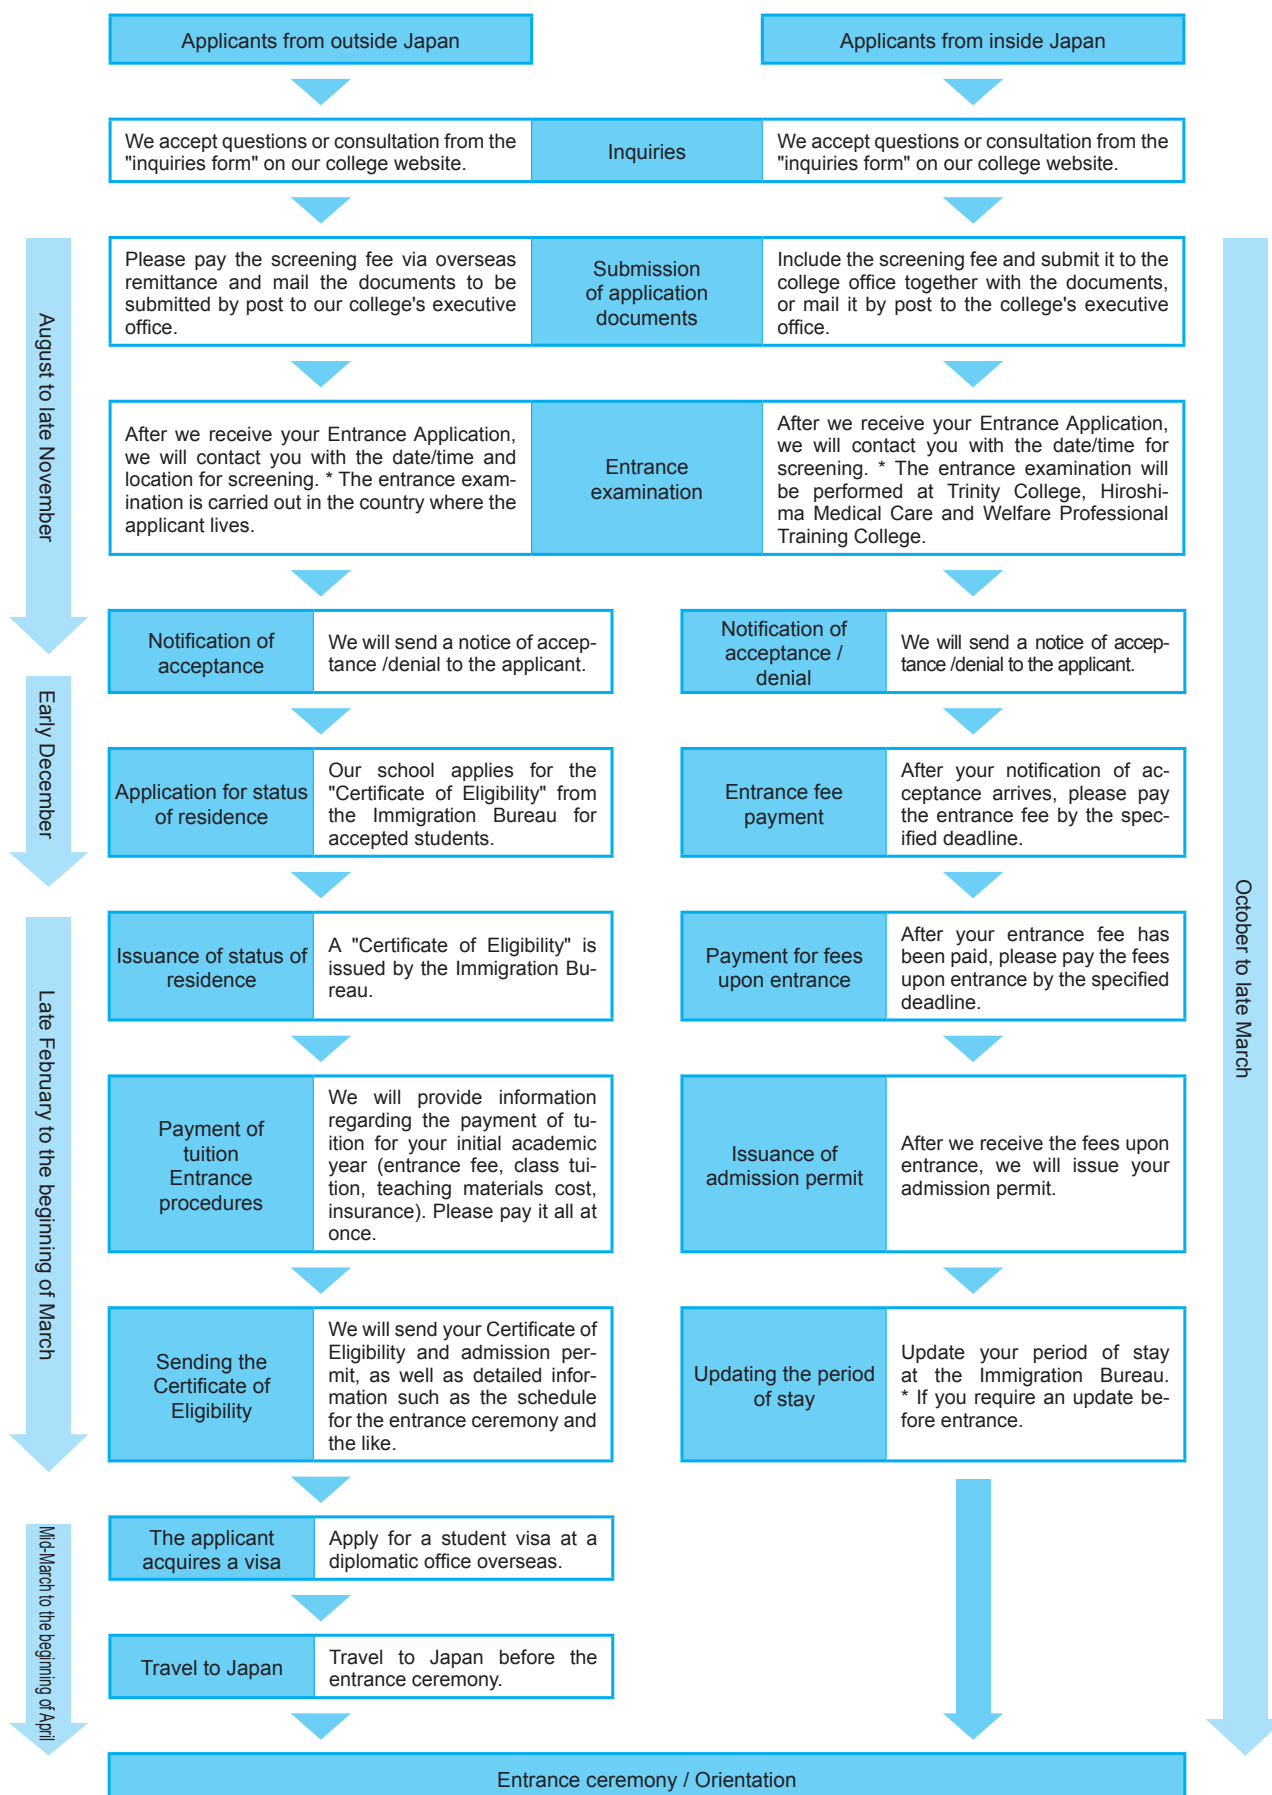 Applicants from outside Japan
Applicants from inside Japan
We accept questions or consultation from the
"inquiries form" on our college website.
Inquiries
We accept questions or consultation from the
"inquiries form" on our college website.
August to late November
Please pay the screening fee via overseas
remittance and mail the documents to be
submitted by post to our college's executive
office.
Submission
of application
documents
Include the screening fee and submit it to the
college office together with the documents,
or mail it by post to the college's executive
office.
After we receive your Entrance Application,
we will contact you with the date/time and
location for screening. * The entrance exam-
ination is carried out in the country where the
applicant lives.
Entrance
examination
After we receive your Entrance Application,
we will contact you with the date/time for
screening. * The entrance examination will
be performed at Trinity College, Hiroshi-
ma Medical Care and Welfare Professional
Training College.
Notification of
acceptance
We will send a notice of accep-
tance /denial to the applicant.
Notification of
acceptance /
denial
We will send a notice of accep-
tance /denial to the applicant.
Early December
Application for status
of residence
Our school applies for the
"Certificate of Eligibility" from
the Immigration Bureau for
accepted students.
Entrance fee
payment
After your notification of ac-
ceptance arrives, please pay
the entrance fee by the spec-
ified deadline.
October to late March
Late February to the beginning of March
Issuance of status of
residence
A "Certificate of Eligibility" is
issued by the Immigration Bu-
reau.
Payment for fees
upon entrance
After your entrance fee has
been paid, please pay the fees
upon entrance by the specified
deadline.
Payment of
tuition
Entrance
procedures
We will provide information
regarding the payment of tu-
ition for your initial academic
year (entrance fee, class tui-
tion, teaching materials cost,
insurance). Please pay it all at
once.
Issuance of
admission permit
After we receive the fees upon
entrance, we will issue your
admission permit.
Sending the
Certificate of
Eligibility
We will send your Certificate of
Eligibility and admission per-
mit, as well as detailed infor-
mation such as the schedule
for the entrance ceremony and
the like.
Updating the period
of stay
Update your period of stay
at the Immigration Bureau.
* If you require an update be-
fore entrance.
Mid-March to the beginning of April
The applicant
acquires a visa
Apply for a student visa at a
diplomatic office overseas.
Travel to Japan
Travel to Japan before the
entrance ceremony.
Entrance ceremony / Orientation